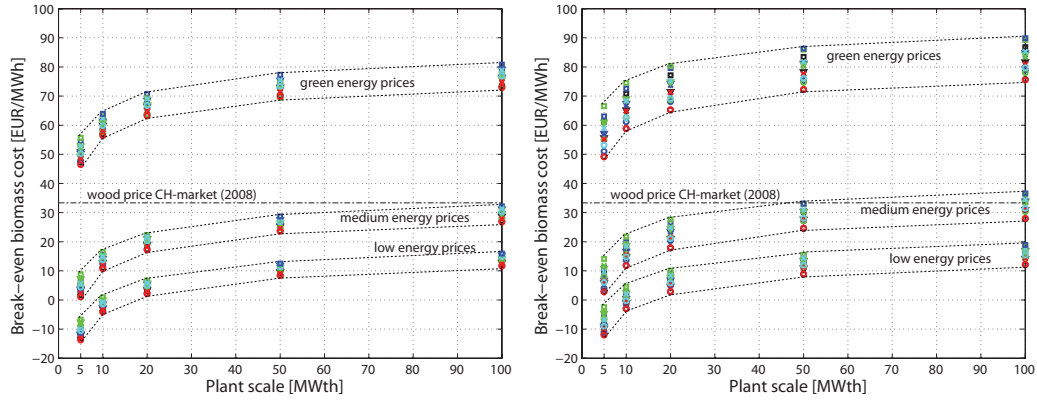 Break−even biomass cost [EUR/MWh]
100
90
80
70
60
50
40
30
20
10
0
−10
−20
green energy prices
wood price CH-market (2008)
medium energy prices
low energy prices
0 5 10 20 30 40 50 60 70 80 90 100
Plant scale [MWth]
Break−even biomass cost [EUR/MWh]
100
90
80
70
60
50
40
30
20
10
0
−10
−20
green energy prices
wood price CH-market (2008)
medium energy prices
low energy prices
0 5 10 20 30 40 50 60 70 80 90 100
Plant scale [MWth]